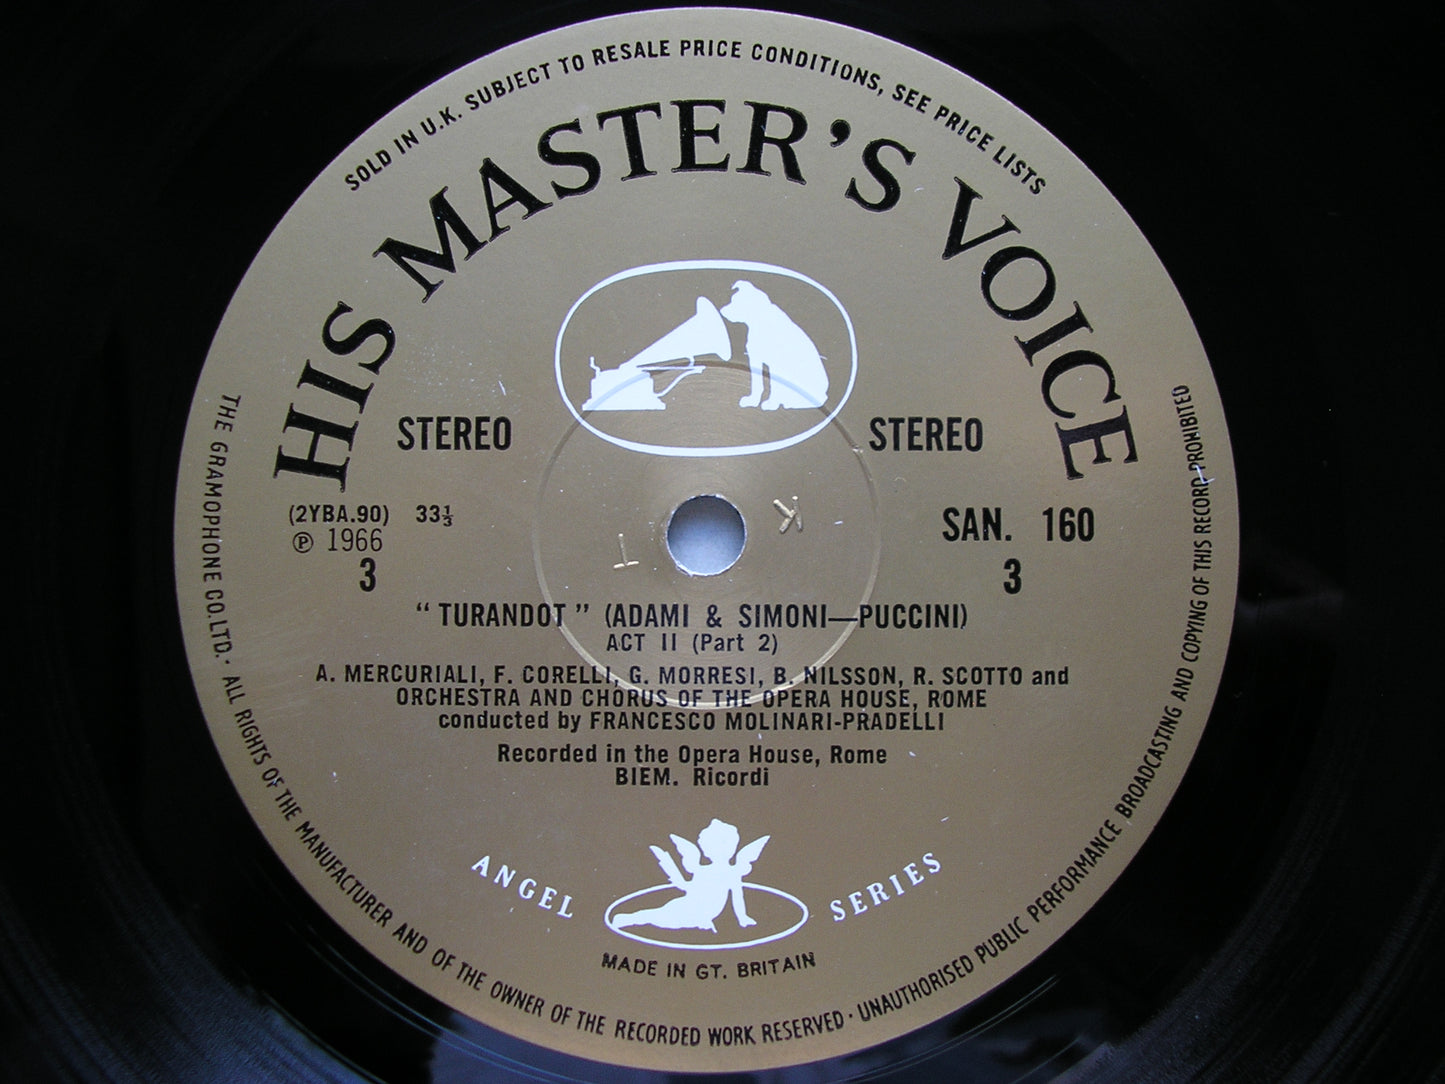 SOLD IN U.K. SUBJECT TO RESALE PRICE CONDITIONS, SEE PRICE LISTS
HIS MASTER'S VOICE
STEREO STEREO
(2YBA.90) 33⅓
℗ 1966
SAN. 160
3 3
" TURANDOT " (ADAMI & SIMONI—PUCCINI)
ACT II (Part 2)
A. MERCURIALI, F. CORELLI, G. MORRESI, B. NILSSON, R. SCOTTO and
ORCHESTRA AND CHORUS OF THE OPERA HOUSE, ROME
conducted by FRANCESCO MOLINARI-PRADELLI
Recorded in the Opera House, Rome
BIEM. Ricordi
ANGEL SERIES
MADE IN GT. BRITAIN
THE GRAMOPHONE CO. LTD. · ALL RIGHTS OF THE MANUFACTURER AND OF THE OWNER OF THE RECORDED WORK RESERVED · UNAUTHORISED PUBLIC PERFORMANCE BROADCASTING AND COPYING OF THIS RECORD PROHIBITED
T
K